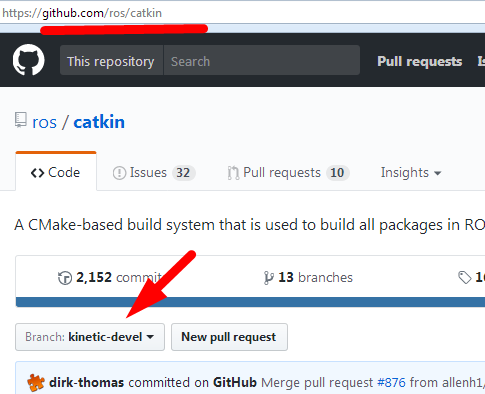 https://github.com/ros/catkin
This repository Search Pull requests Is
ros / catkin
Code Issues 32 Pull requests 10 Insights
A CMake-based build system that is used to build all packages in RO
2,152 commit 13 branches 1
Branch: kinetic-devel New pull request
dirk-thomas committed on GitHub Merge pull request #876 from allenh1/